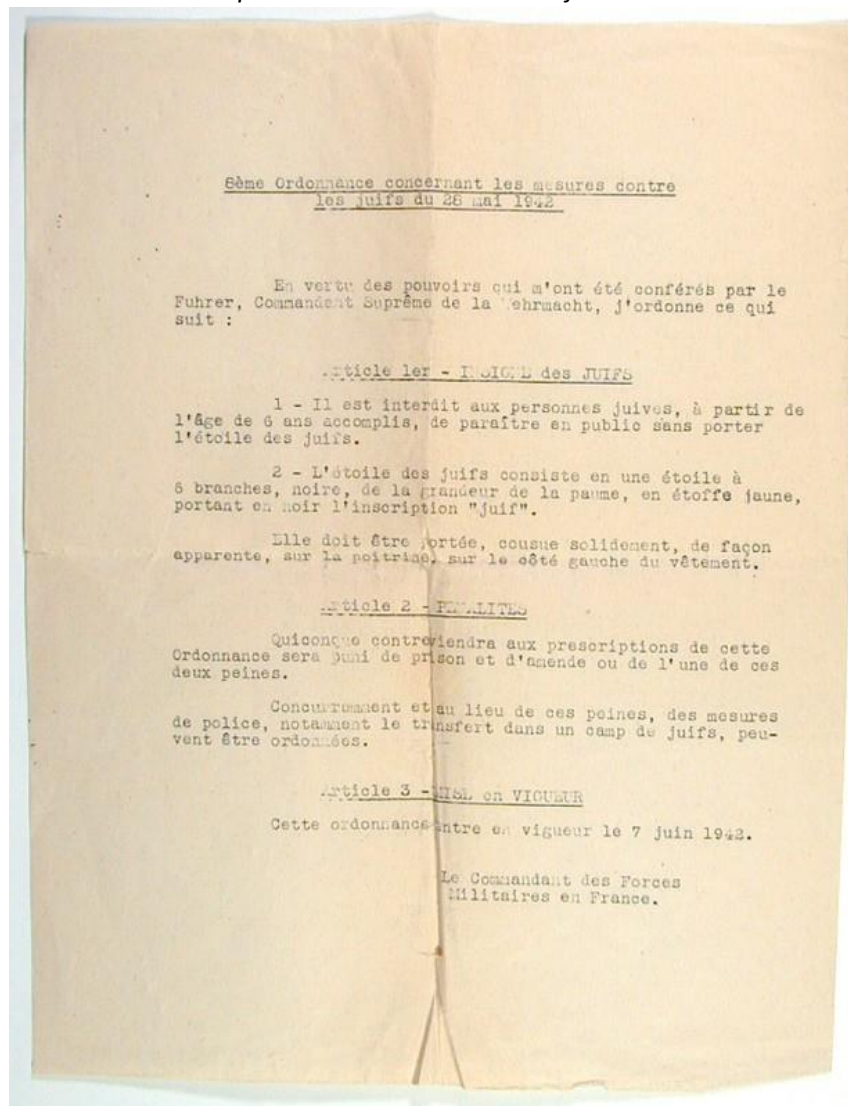 8ème Ordonnance concernant les mesures contre
les juifs du 28 mai 1942
En vertu des pouvoirs qui m'ont été conférés par le
Fuhrer, Commandant Suprême de la Wehrmacht, j'ordonne ce qui
suit :
Article 1er - INSIGNE des JUIFS
1 - Il est interdit aux personnes juives, à partir de
l'âge de 6 ans accomplis, de paraître en public sans porter
l'étoile des juifs.
2 - L'étoile des juifs consiste en une étoile à
6 branches, noire, de la grandeur de la paume, en étoffe jaune,
portant en noir l'inscription "juif".
Elle doit être portée, cousue solidement, de façon
apparente, sur la poitrine, sur le côté gauche du vêtement.
Article 2 - PENALITES
Quiconque contreviendra aux prescriptions de cette
Ordonnance sera puni de prison et d'amende ou de l'une de ces
deux peines.
Concurremment et au lieu de ces peines, des mesures
de police, notamment le transfert dans un camp de juifs, peu-
vent être ordonnées.
Article 3 - MISE en VIGUEUR
Cette ordonnance entre en vigueur le 7 juin 1942.
Le Commandant des Forces
Militaires en France.